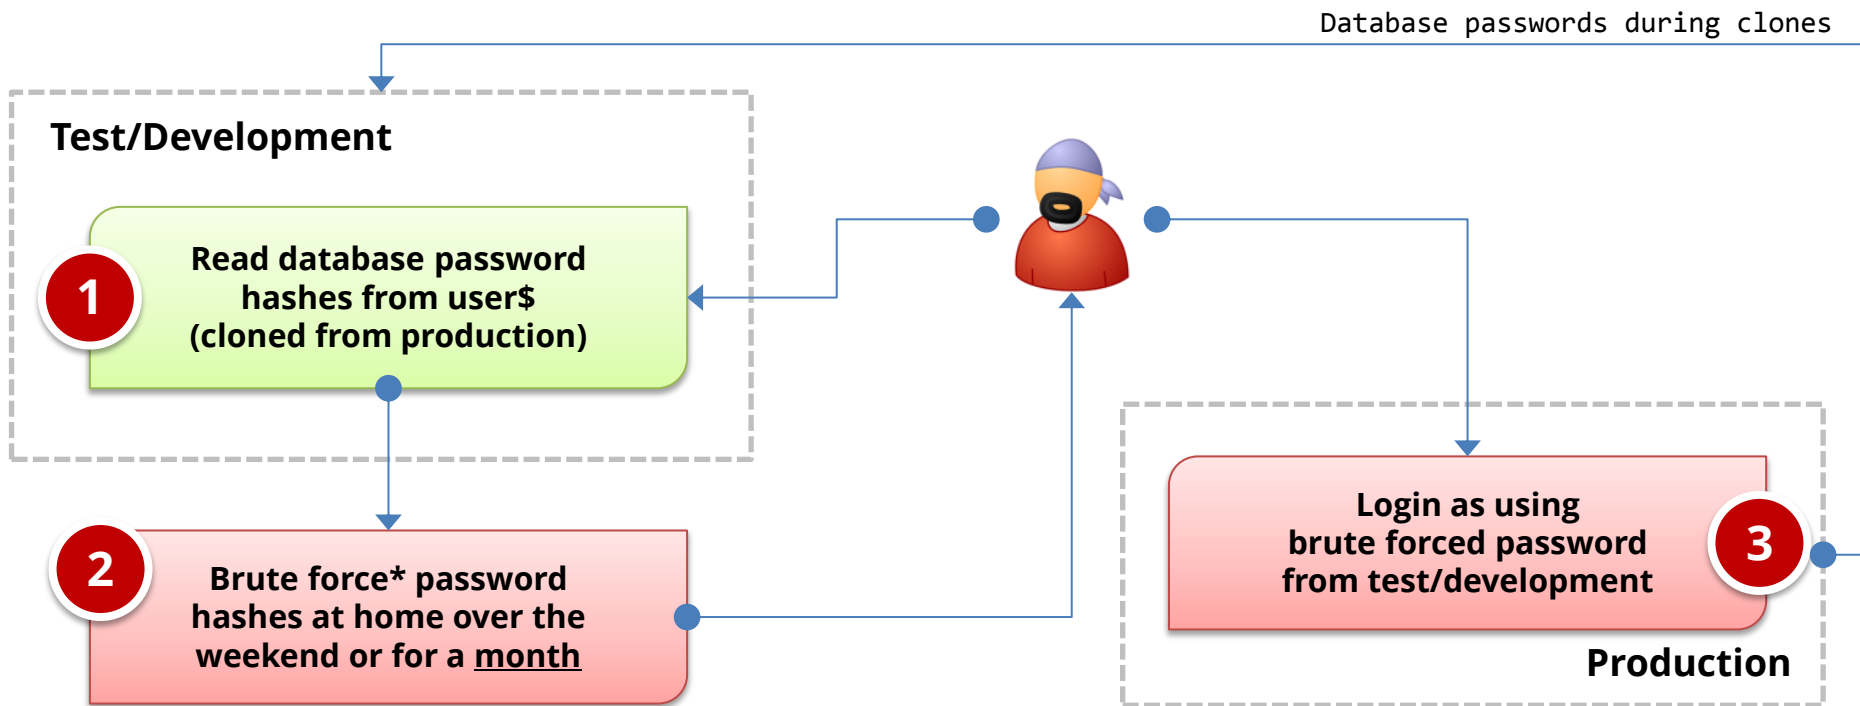 Database passwords during clones
Test/Development
1
Read database password
hashes from user$
(cloned from production)
2
Brute force* password
hashes at home over the
weekend or for a month
Login as using
brute forced password
from test/development
3
Production